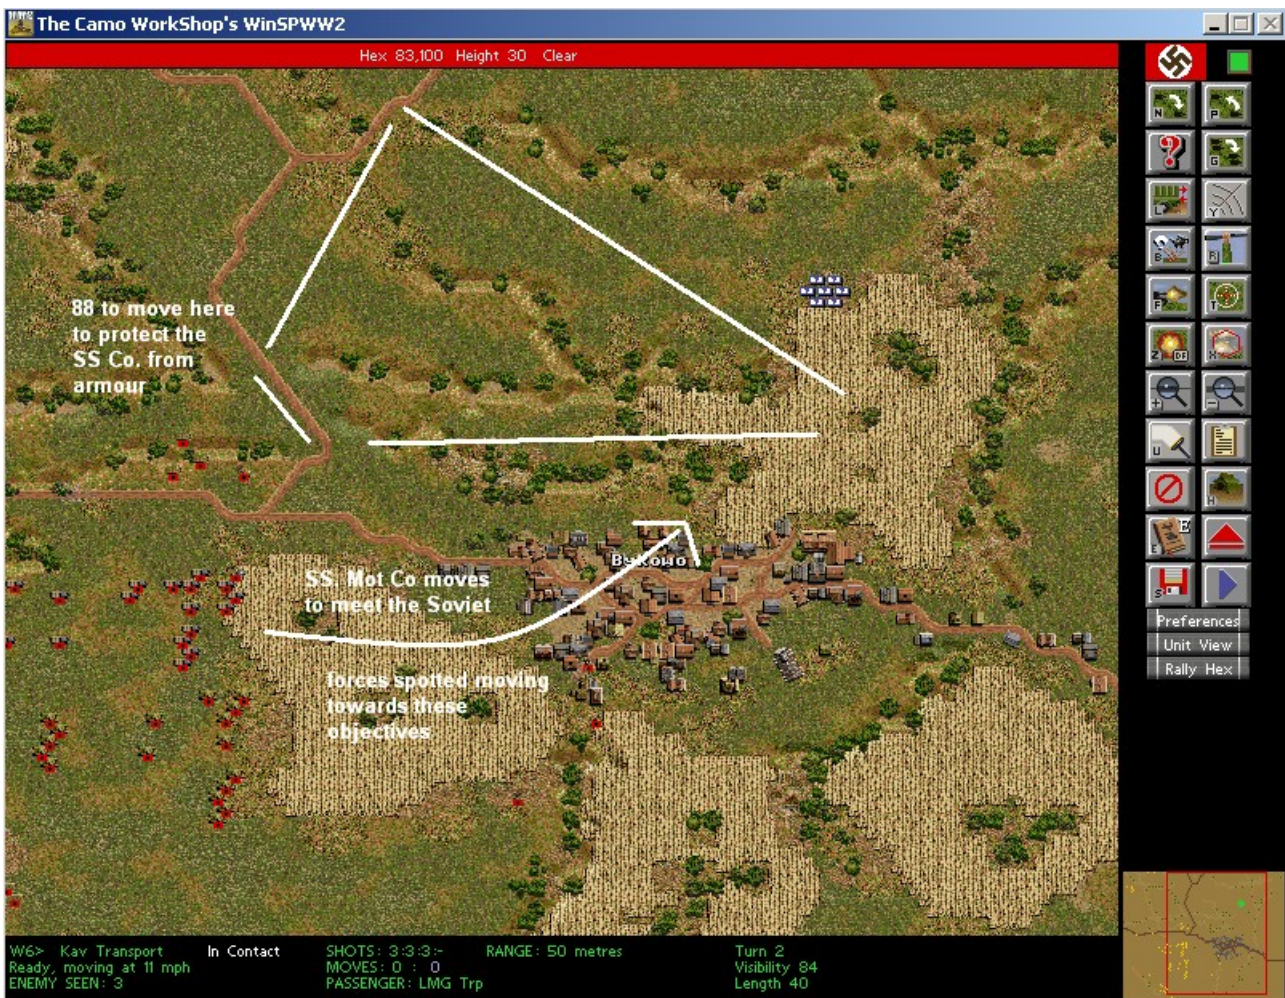 The Camo WorkShop's WinSPWW2
Hex 83,100 Height 30 Clear
N
P
G
L
Y
B
R
F
T
Z DF
X
+
−
U
H
E
E
S
88 to move here
to protect the
SS Co. from
armour
Вуkоwо
SS, Mot Co moves
to meet the Soviet
forces spotted moving
towards these
objectives
Preferences
Unit View
Rally Hex
W6> Kav Transport In Contact SHOTS: 3:3:3:- RANGE: 50 metres Turn 2
Ready, moving at 11 mph MOVES: 0 : 0 Visibility 84
ENEMY SEEN: 3 PASSENGER: LMG Trp Length 40